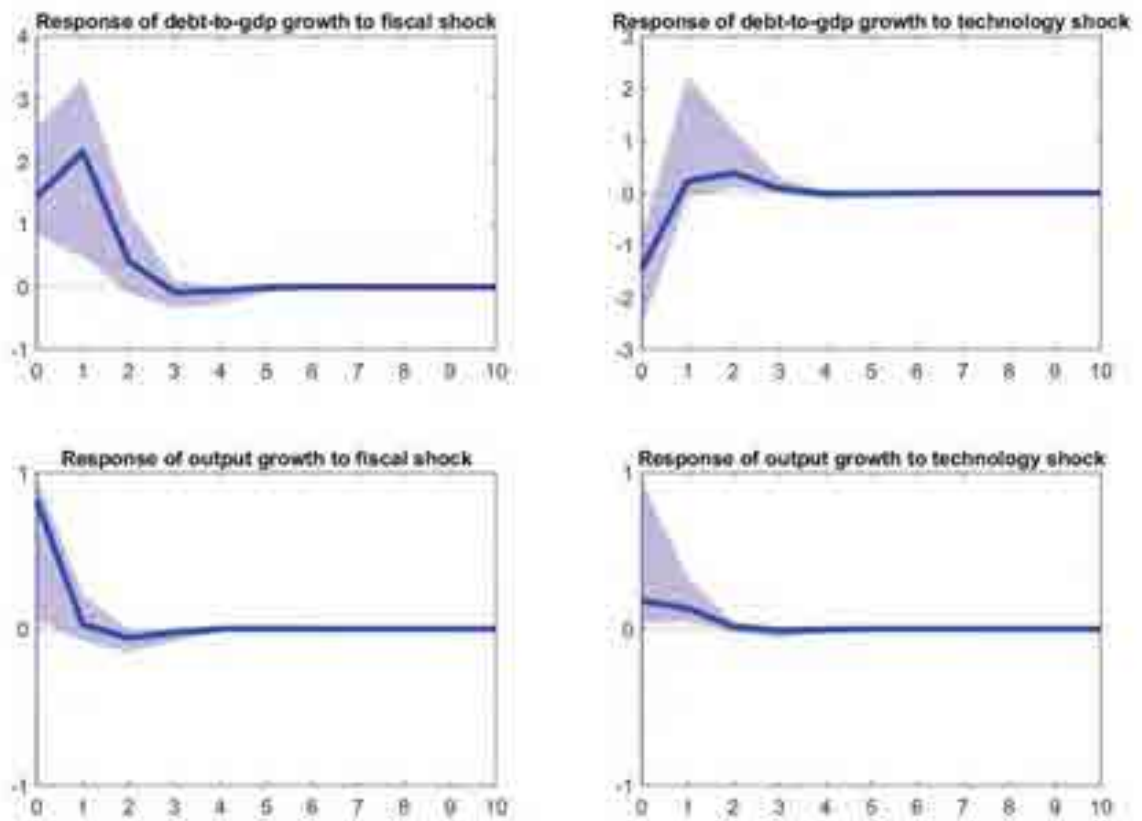 Response of debt-to-gdp growth to fiscal shock
4
3
2
1
0
-1
0 1 2 3 4 5 6 7 8 9 10
Response of debt-to-gdp growth to technology shock
3
2
1
0
-1
-2
-3
0 1 2 3 4 5 6 7 8 9 10
Response of output growth to fiscal shock
1
0
-1
0 1 2 3 4 5 6 7 8 9 10
Response of output growth to technology shock
1
0
-1
0 1 2 3 4 5 6 7 8 9 10